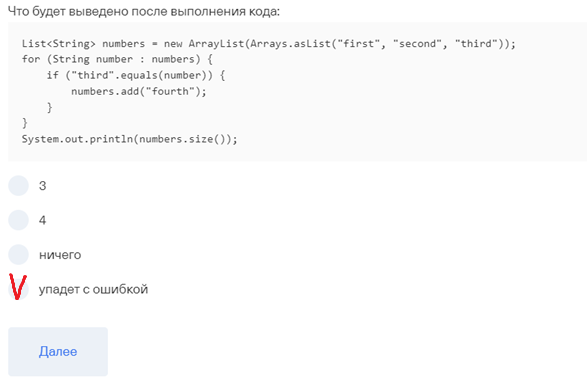 Что будет выведено после выполнения кода:
List<String> numbers = new ArrayList(Arrays.asList("first", "second", "third"));
for (String number : numbers) {
    if ("third".equals(number)) {
        numbers.add("fourth");
    }
}
System.out.println(numbers.size());
3
4
ничего
V упадет с ошибкой
Далее